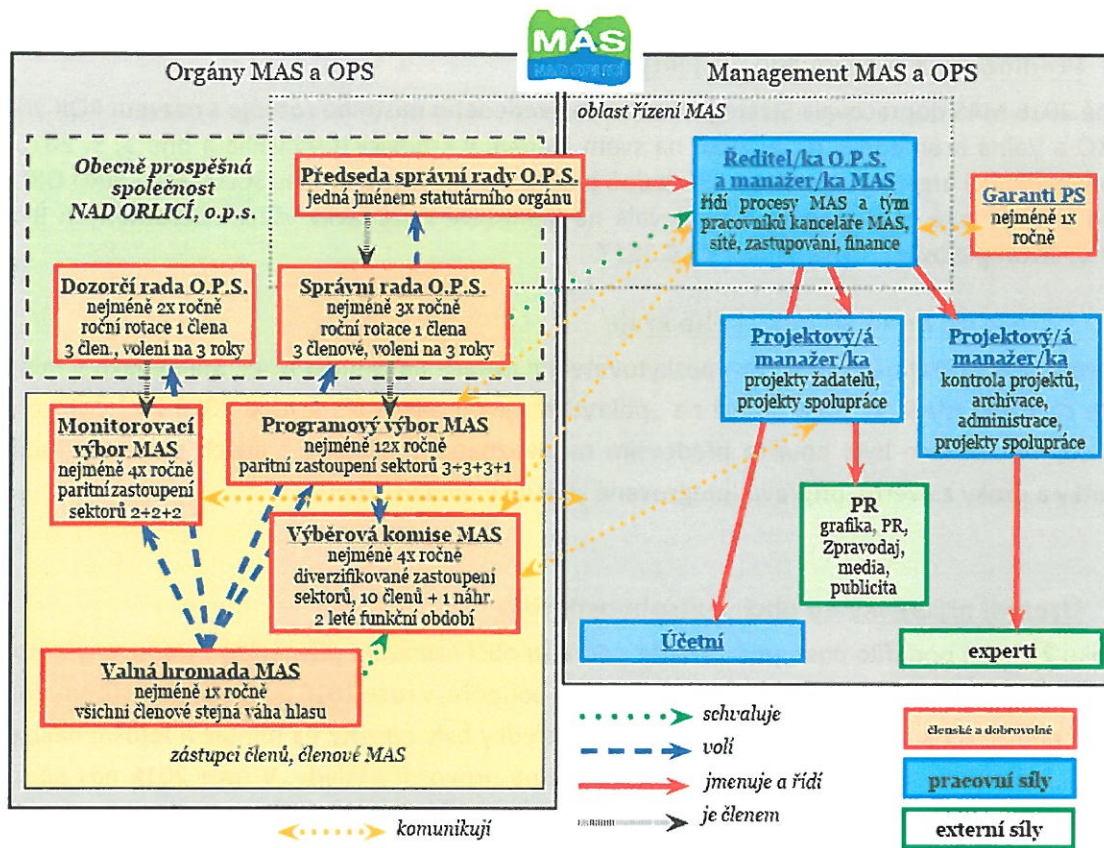 MAS
NAD ORLICÍ
Orgány MAS a OPS
Management MAS a OPS
oblast řízení MAS
Obecně prospěšná
společnost
NAD ORLICÍ, o.p.s.
Předseda správní rady O.P.S.
jedná jménem statutárního orgánu
Ředitel/ka O.P.S.
a manažer/ka MAS
řídí procesy MAS a tým
pracovníků kanceláře MAS,
sítě, zastupování, finance
Garanti PS
nejméně 1x
ročně
Dozorčí rada O.P.S.
nejméně 2x ročně
roční rotace 1 člena
3 člen., voleni na 3 roky
Správní rada O.P.S.
nejméně 3x ročně
roční rotace 1 člena
3 členové, voleni na 3 roky
Projektový/á
manažer/ka
projekty žadatelů,
projekty spolupráce
Projektový/á
manažer/ka
kontrola projektů,
archivace,
administrace,
projekty spolupráce
Monitorovací
výbor MAS
nejméně 4x ročně
paritní zastoupení
sektorů 2+2+2
Programový výbor MAS
nejméně 12x ročně
paritní zastoupení sektorů 3+3+3+1
Výběrová komise MAS
nejméně 4x ročně
diverzifikované zastoupení
sektorů, 10 členů + 1 náhr.
2 leté funkční období
PR
grafika, PR,
Zpravodaj,
media,
publicita
Účetní
experti
Valná hromada MAS
nejméně 1x ročně
všichni členové stejná váha hlasu
zástupci členů, členové MAS
schvaluje
volí
jmenuje a řídí
je členem
komunikují
členské a dobrovolné
pracovní síly
externí síly